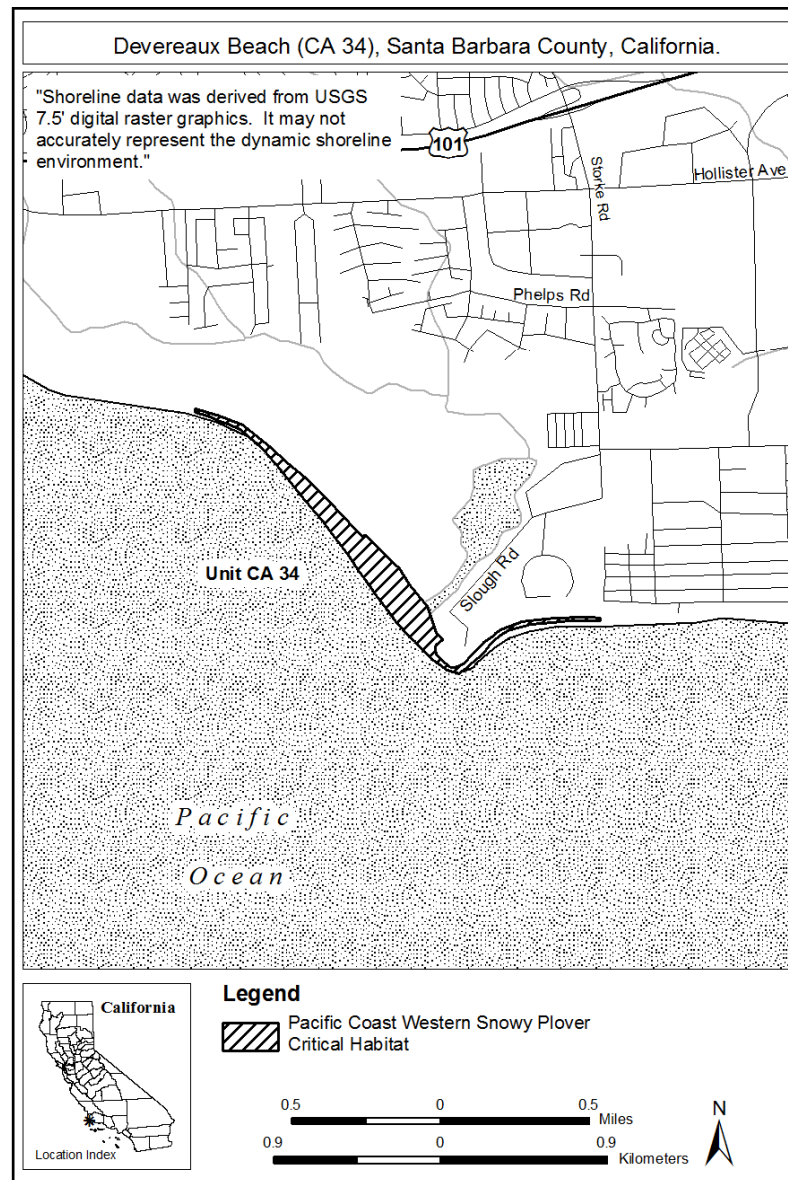 Devereaux Beach (CA 34), Santa Barbara County, California.
"Shoreline data was derived from USGS
7.5' digital raster graphics.  It may not
accurately represent the dynamic shoreline
environment."
101
Storke Rd
Hollister Ave
Phelps Rd
Slough Rd
Unit CA 34
Pacific
Ocean
California
Location Index
Legend
Pacific Coast Western Snowy Plover
Critical Habitat
0.5 0 0.5
Miles
0.9 0 0.9
Kilometers
N